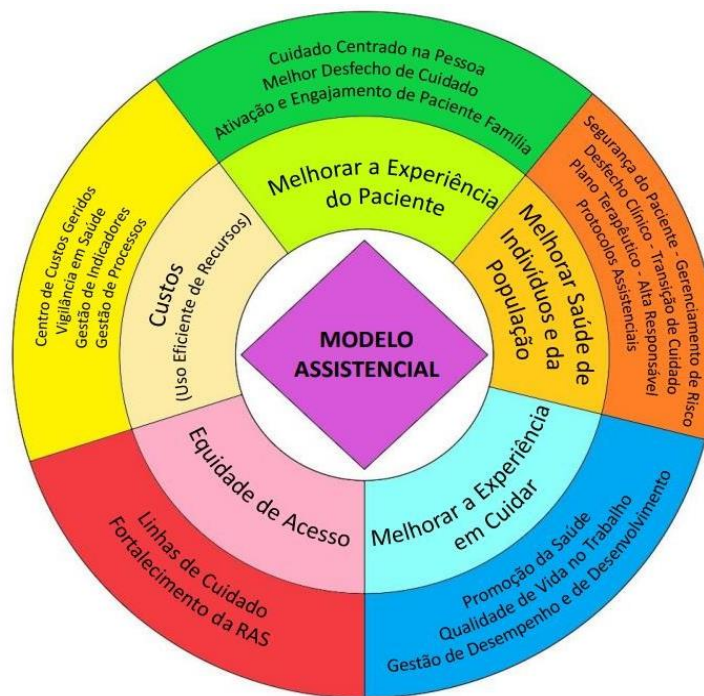 Cuidado Centrado na Pessoa
Melhor Desfecho de Cuidado
Ativação e Engajamento de Paciente Família
Melhorar a Experiência
do Paciente
Segurança do Paciente - Gerenciamento de Risco
Desfecho Clínico - Transição de Cuidado
Plano Terapêutico - Alta Responsável
Protocolos Assistenciais
Melhorar Saúde de
Indivíduos e da
População
Centro de Custos Geridos
Vigilância em Saúde
Gestão de Indicadores
Gestão de Processos
Custos
(Uso Eficiente de Recursos)
MODELO
ASSISTENCIAL
Equidade de Acesso
Linhas de Cuidado
Fortalecimento da RAS
Melhorar a Experiência
em Cuidar
Promoção da Saúde
Qualidade de Vida no Trabalho
Gestão de Desempenho e de Desenvolvimento